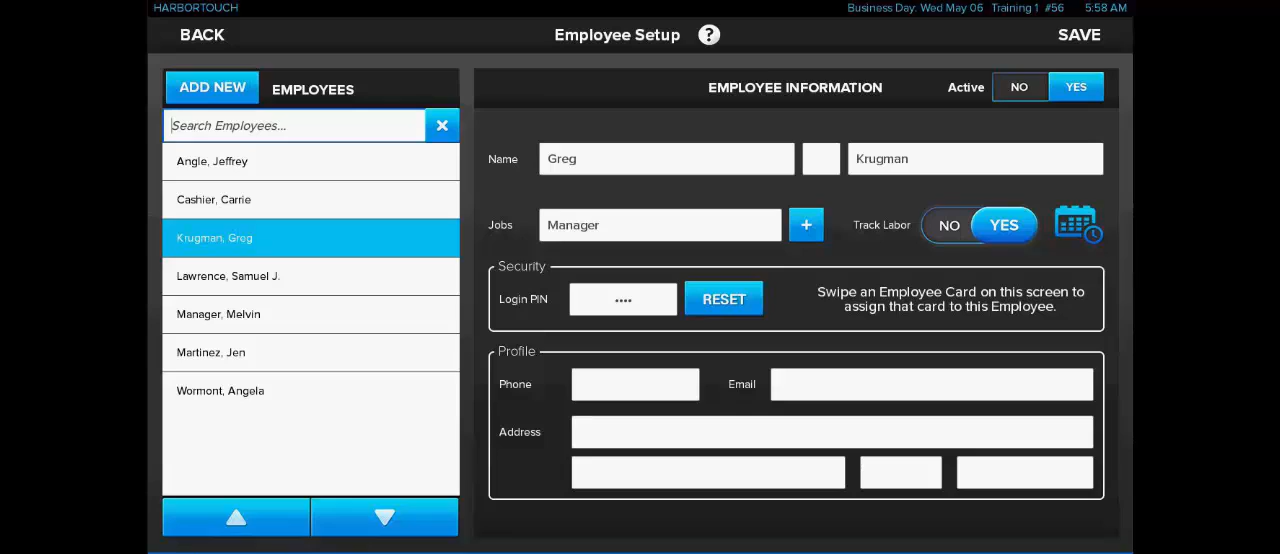 HARBORTOUCH
Business Day: Wed May 06 Training 1 #56 5:58 AM
BACK
Employee Setup ?
SAVE
ADD NEW
EMPLOYEES
Search Employees...
Angle, Jeffrey
Cashier, Carrie
Krugman, Greg
Lawrence, Samuel J.
Manager, Melvin
Martinez, Jen
Wormont, Angela
EMPLOYEE INFORMATION
Active NO YES
Name Greg Krugman
Jobs Manager + Track Labor NO YES
Security
Login PIN •••• RESET
Swipe an Employee Card on this screen to
assign that card to this Employee.
Profile
Phone Email
Address